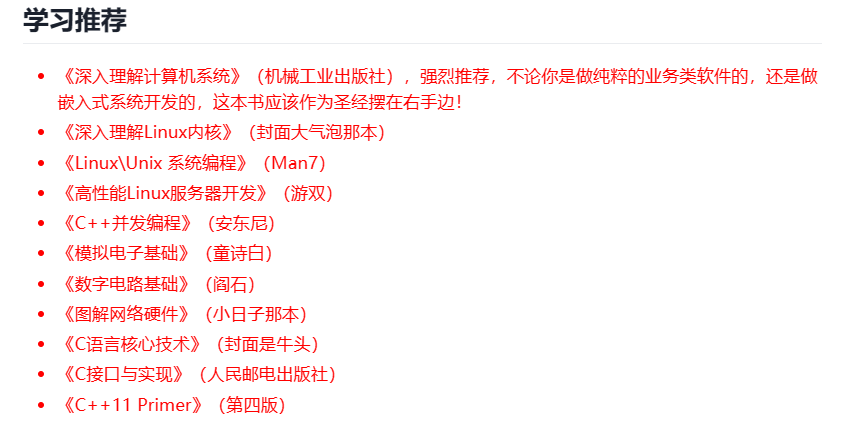 学习推荐
《深入理解计算机系统》（机械工业出版社），强烈推荐，不论你是做纯粹的业务类软件的，还是做
嵌入式系统开发的，这本书应该作为圣经摆在右手边！
《深入理解Linux内核》（封面大气泡那本）
《Linux\Unix 系统编程》（Man7）
《高性能Linux服务器开发》（游双）
《C++并发编程》（安东尼）
《模拟电子基础》（童诗白）
《数字电路基础》（阎石）
《图解网络硬件》（小日子那本）
《C语言核心技术》（封面是牛头）
《C接口与实现》（人民邮电出版社）
《C++11 Primer》（第四版）